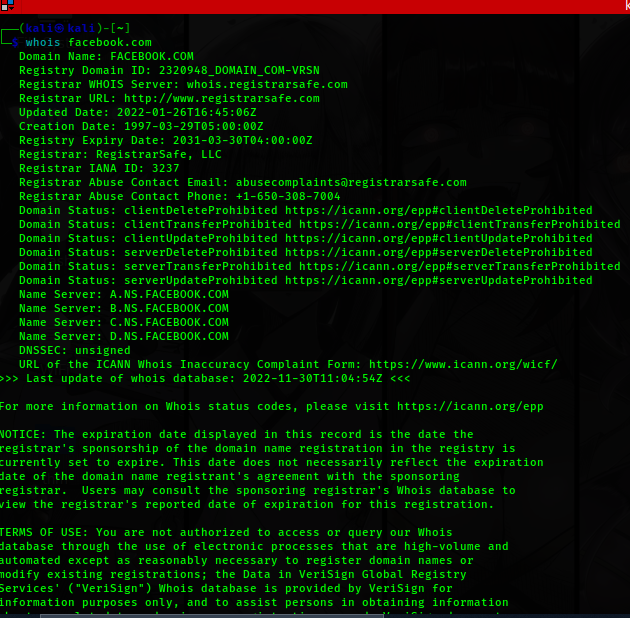 (kali㉿kali)-[~]
$ whois facebook.com
Domain Name: FACEBOOK.COM
Registry Domain ID: 2320948_DOMAIN_COM-VRSN
Registrar WHOIS Server: whois.registrarsafe.com
Registrar URL: http://www.registrarsafe.com
Updated Date: 2022-01-26T16:45:06Z
Creation Date: 1997-03-29T05:00:00Z
Registry Expiry Date: 2031-03-30T04:00:00Z
Registrar: RegistrarSafe, LLC
Registrar IANA ID: 3237
Registrar Abuse Contact Email: abusecomplaints@registrarsafe.com
Registrar Abuse Contact Phone: +1-650-308-7004
Domain Status: clientDeleteProhibited https://icann.org/epp#clientDeleteProhibited
Domain Status: clientTransferProhibited https://icann.org/epp#clientTransferProhibited
Domain Status: clientUpdateProhibited https://icann.org/epp#clientUpdateProhibited
Domain Status: serverDeleteProhibited https://icann.org/epp#serverDeleteProhibited
Domain Status: serverTransferProhibited https://icann.org/epp#serverTransferProhibited
Domain Status: serverUpdateProhibited https://icann.org/epp#serverUpdateProhibited
Name Server: A.NS.FACEBOOK.COM
Name Server: B.NS.FACEBOOK.COM
Name Server: C.NS.FACEBOOK.COM
Name Server: D.NS.FACEBOOK.COM
DNSSEC: unsigned
URL of the ICANN Whois Inaccuracy Complaint Form: https://www.icann.org/wicf/
>>> Last update of whois database: 2022-11-30T11:04:54Z <<<
For more information on Whois status codes, please visit https://icann.org/epp
NOTICE: The expiration date displayed in this record is the date the
registrar's sponsorship of the domain name registration in the registry is
currently set to expire. This date does not necessarily reflect the expiration
date of the domain name registrant's agreement with the sponsoring
registrar. Users may consult the sponsoring registrar's Whois database to
view the registrar's reported date of expiration for this registration.
TERMS OF USE: You are not authorized to access or query our Whois
database through the use of electronic processes that are high-volume and
automated except as reasonably necessary to register domain names or
modify existing registrations; the Data in VeriSign Global Registry
Services' ("VeriSign") Whois database is provided by VeriSign for
information purposes only, and to assist persons in obtaining information